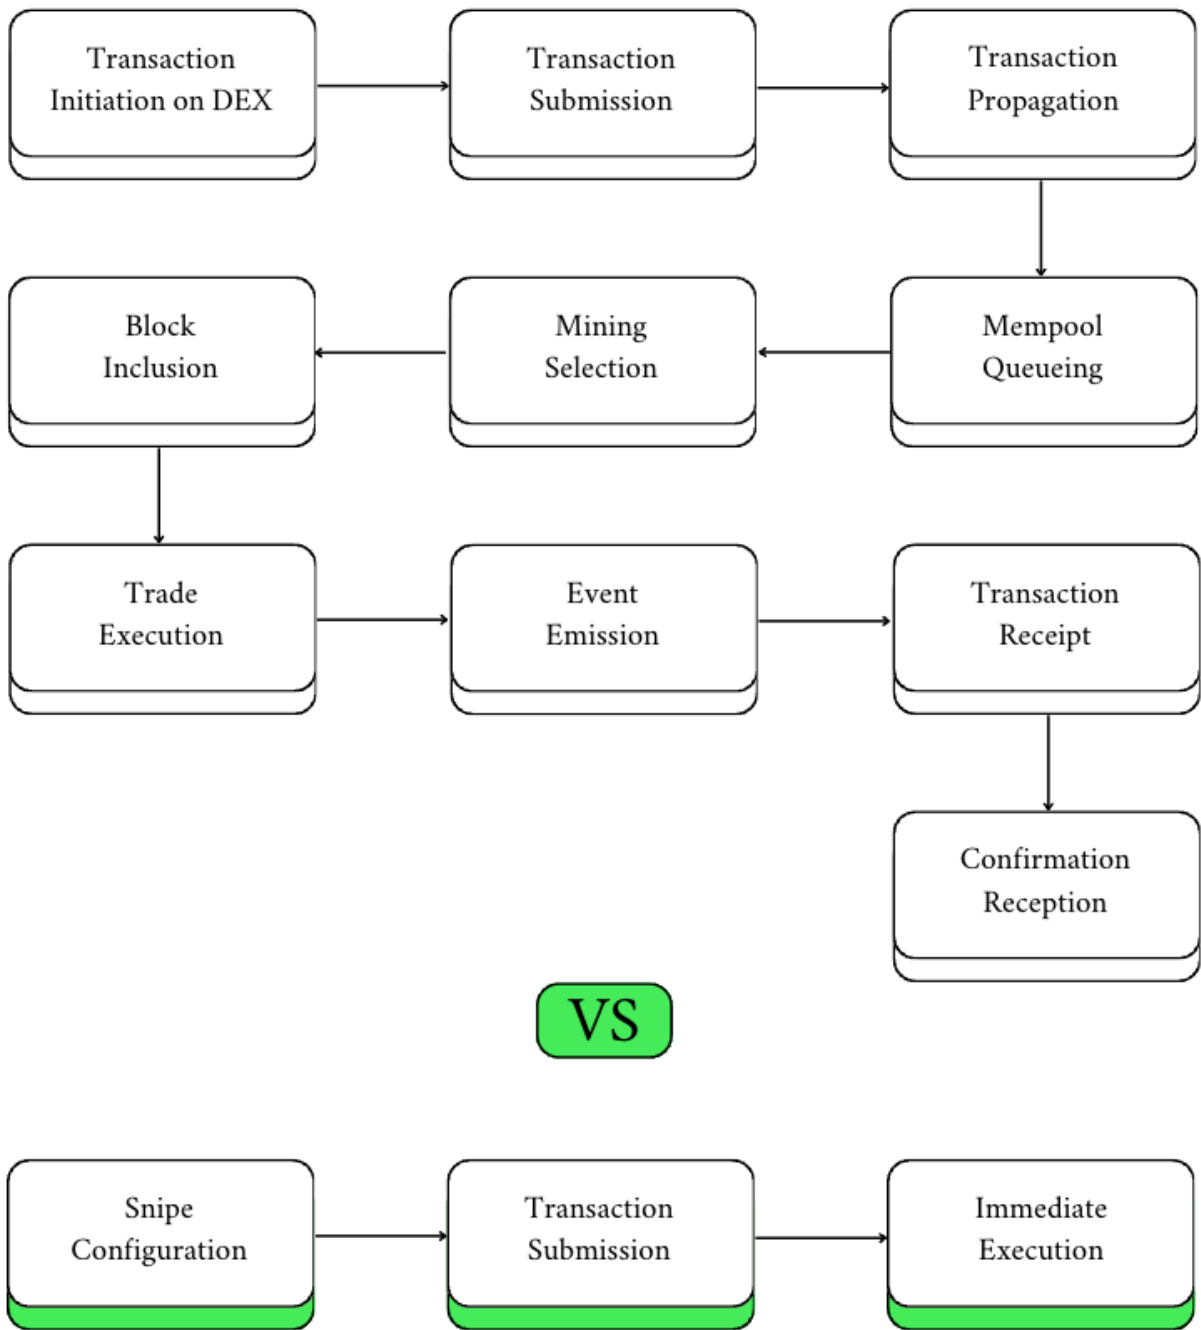 Transaction
Initiation on DEX
Transaction
Submission
Transaction
Propagation
Mempool
Queueing
Mining
Selection
Block
Inclusion
Trade
Execution
Event
Emission
Transaction
Receipt
Confirmation
Reception
VS
Snipe
Configuration
Transaction
Submission
Immediate
Execution